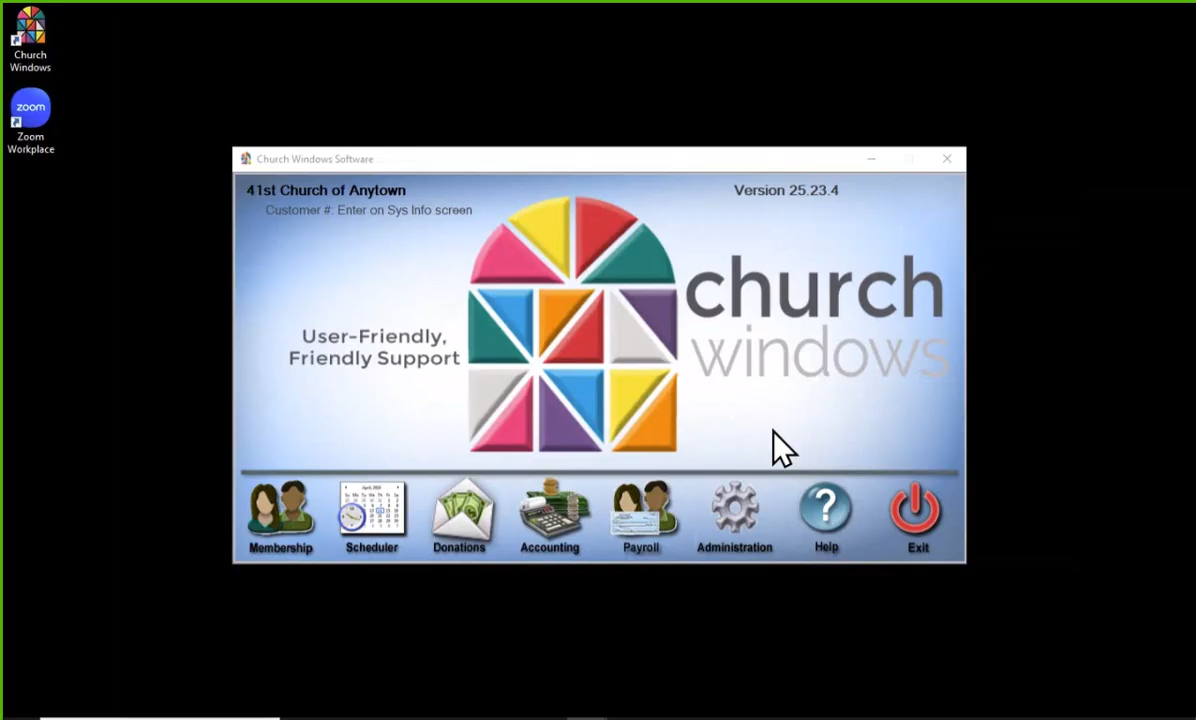 Church
Windows
zoom
Zoom
Workplace
Church Windows Software
41st Church of Anytown
Version 25.23.4
Customer #: Enter on Sys Info screen
church
windows
User-Friendly,
Friendly Support
Membership
Scheduler
Donations
Accounting
Payroll
Administration
?
Help
Exit